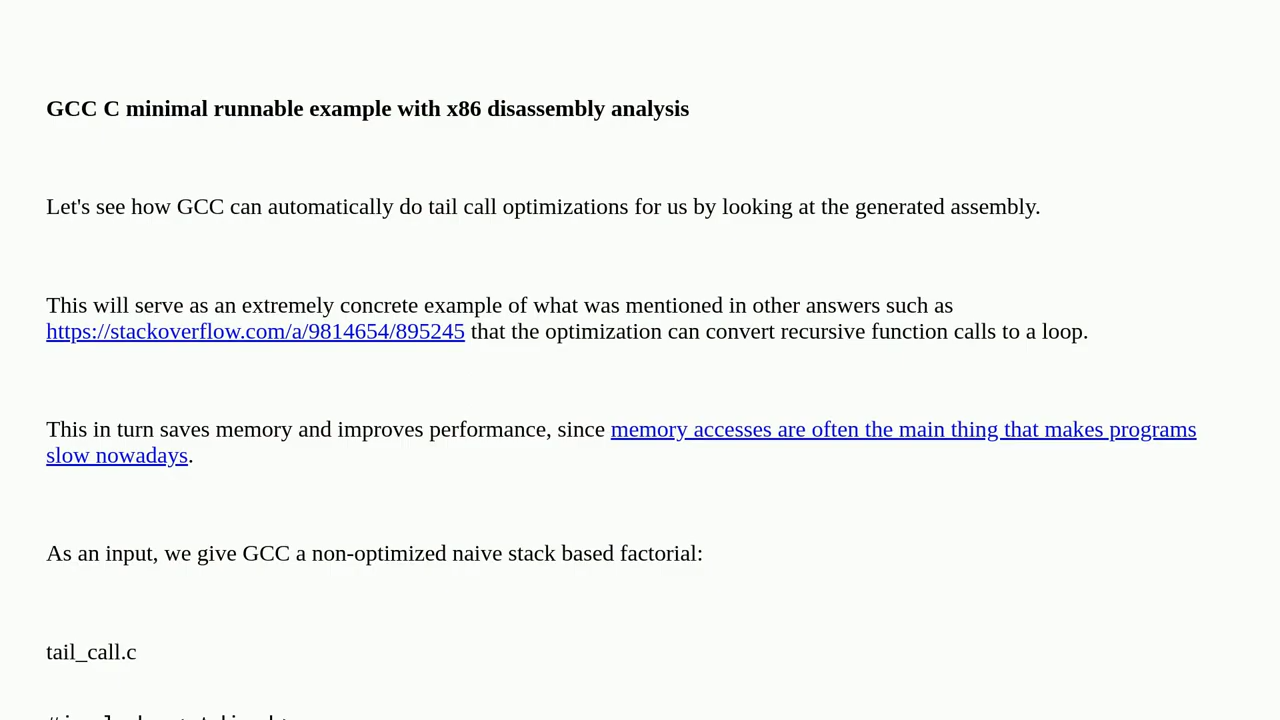 GCC C minimal runnable example with x86 disassembly analysis
Let's see how GCC can automatically do tail call optimizations for us by looking at the generated assembly.
This will serve as an extremely concrete example of what was mentioned in other answers such as
https://stackoverflow.com/a/9814654/895245 that the optimization can convert recursive function calls to a loop.
This in turn saves memory and improves performance, since memory accesses are often the main thing that makes programs
slow nowadays.
As an input, we give GCC a non-optimized naive stack based factorial:
tail_call.c